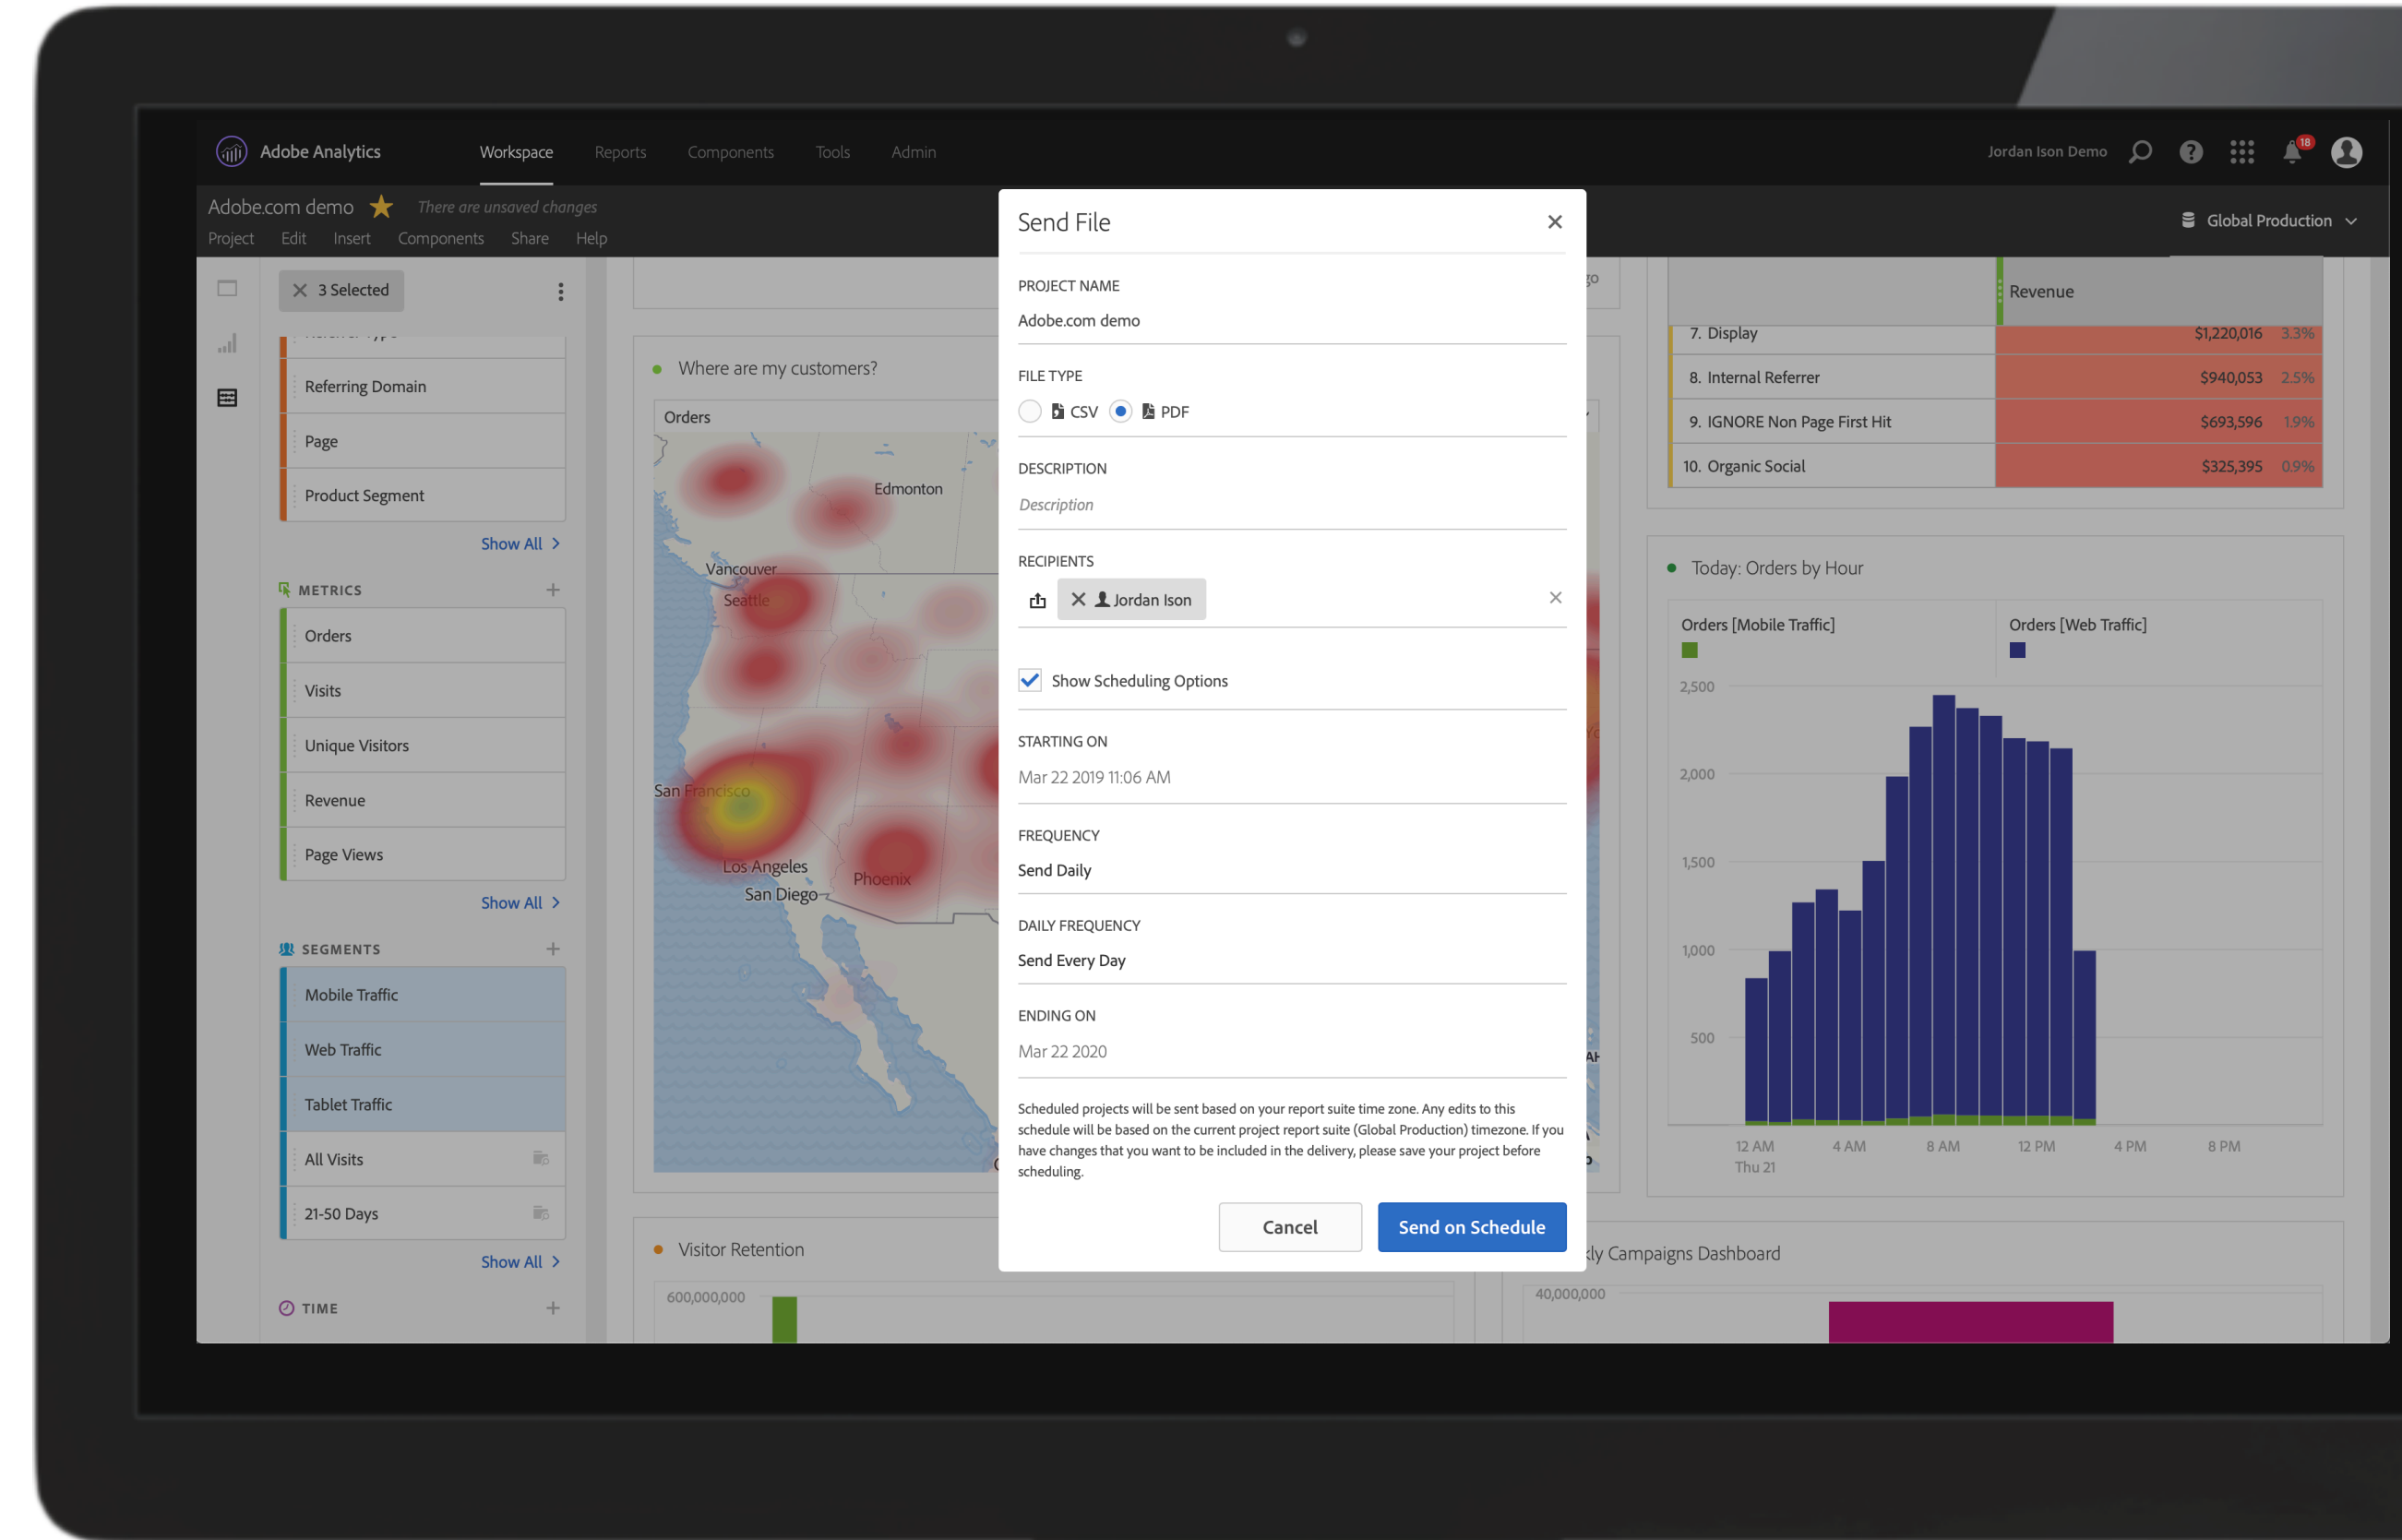 Adobe Analytics
Workspace
Reports
Components
Tools
Admin
Jordan Ison Demo
18
Adobe.com demo
There are unsaved changes
Project
Edit
Insert
Components
Share
Help
Global Production
3 Selected
Referring Domain
Page
Product Segment
Show All
METRICS
Orders
Visits
Unique Visitors
Revenue
Page Views
Show All
SEGMENTS
Mobile Traffic
Web Traffic
Tablet Traffic
All Visits
21-50 Days
Show All
TIME
Where are my customers?
Orders
Edmonton
Vancouver
Seattle
San Francisco
Los Angeles
San Diego
Phoenix
Visitor Retention
600,000,000
Send File
PROJECT NAME
Adobe.com demo
FILE TYPE
CSV
PDF
DESCRIPTION
Description
RECIPIENTS
Jordan Ison
Show Scheduling Options
STARTING ON
Mar 22 2019 11:06 AM
FREQUENCY
Send Daily
DAILY FREQUENCY
Send Every Day
ENDING ON
Mar 22 2020
Scheduled projects will be sent based on your report suite time zone. Any edits to this
schedule will be based on the current project report suite (Global Production) timezone. If you
have changes that you want to be included in the delivery, please save your project before
scheduling.
Cancel
Send on Schedule
Revenue
7. Display $1,220,016 3.3%
8. Internal Referrer $940,053 2.5%
9. IGNORE Non Page First Hit $693,596 1.9%
10. Organic Social $325,395 0.9%
Today: Orders by Hour
Orders [Mobile Traffic]
Orders [Web Traffic]
2,500
2,000
1,500
1,000
500
12 AM
4 AM
8 AM
12 PM
4 PM
8 PM
Thu 21
Campaigns Dashboard
40,000,000